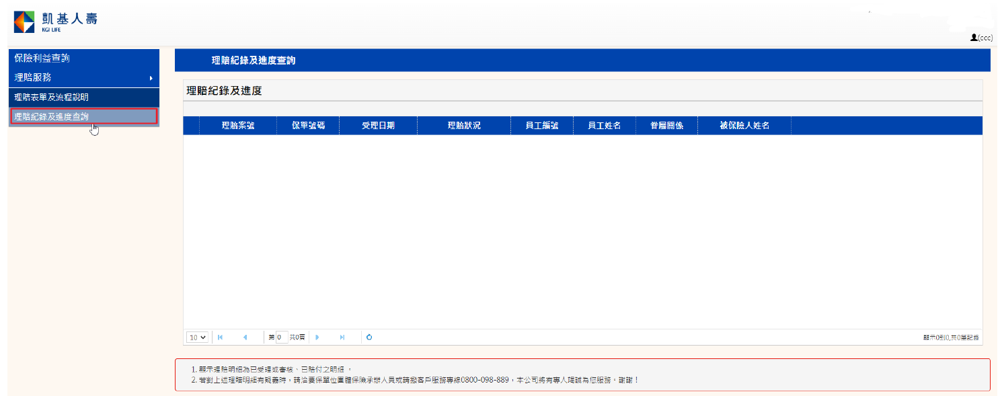 凱基人壽
KGI LIFE
(ccc)
保險利益查詢
理賠服務
理賠表單及流程說明
理賠紀錄及進度查詢
理賠紀錄及進度查詢
理賠紀錄及進度
理賠案號 保單號碼 受理日期 理賠狀況 員工編號 員工姓名 眷屬關係 被保險人姓名
10 第 0 共0頁 顯示0到0,共0筆記錄
1. 顯示理賠明細為已受理或審核、已賠付之明細 。
2. 若對上述理賠明細有疑義時，請洽要保單位團體保險承辦人員或請撥客戶服務專線0800-098-889，本公司將有專人竭誠為您服務。謝謝！